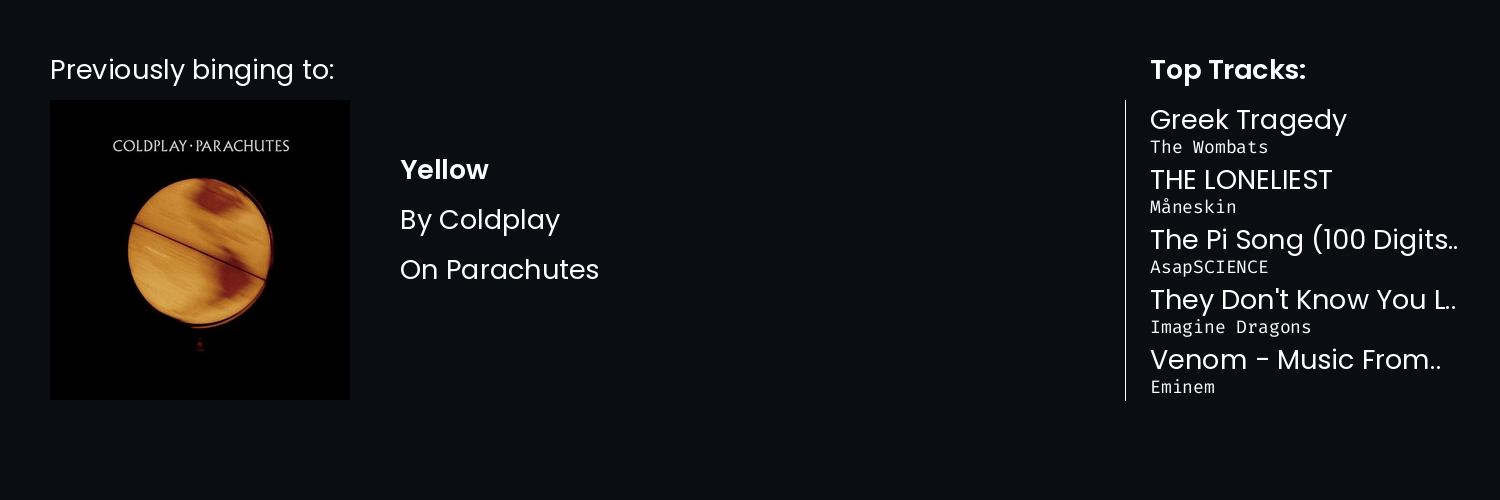 Previously binging to:
COLDPLAY·PARACHUTES
Yellow
By Coldplay
On Parachutes
Top Tracks:
Greek Tragedy
The Wombats
THE LONELIEST
Måneskin
The Pi Song (100 Digits..
AsapSCIENCE
They Don't Know You L..
Imagine Dragons
Venom - Music From..
Eminem